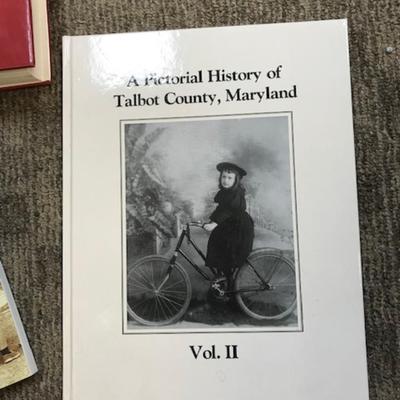 A Pictorial History of
Talbot County, Maryland
Vol. II